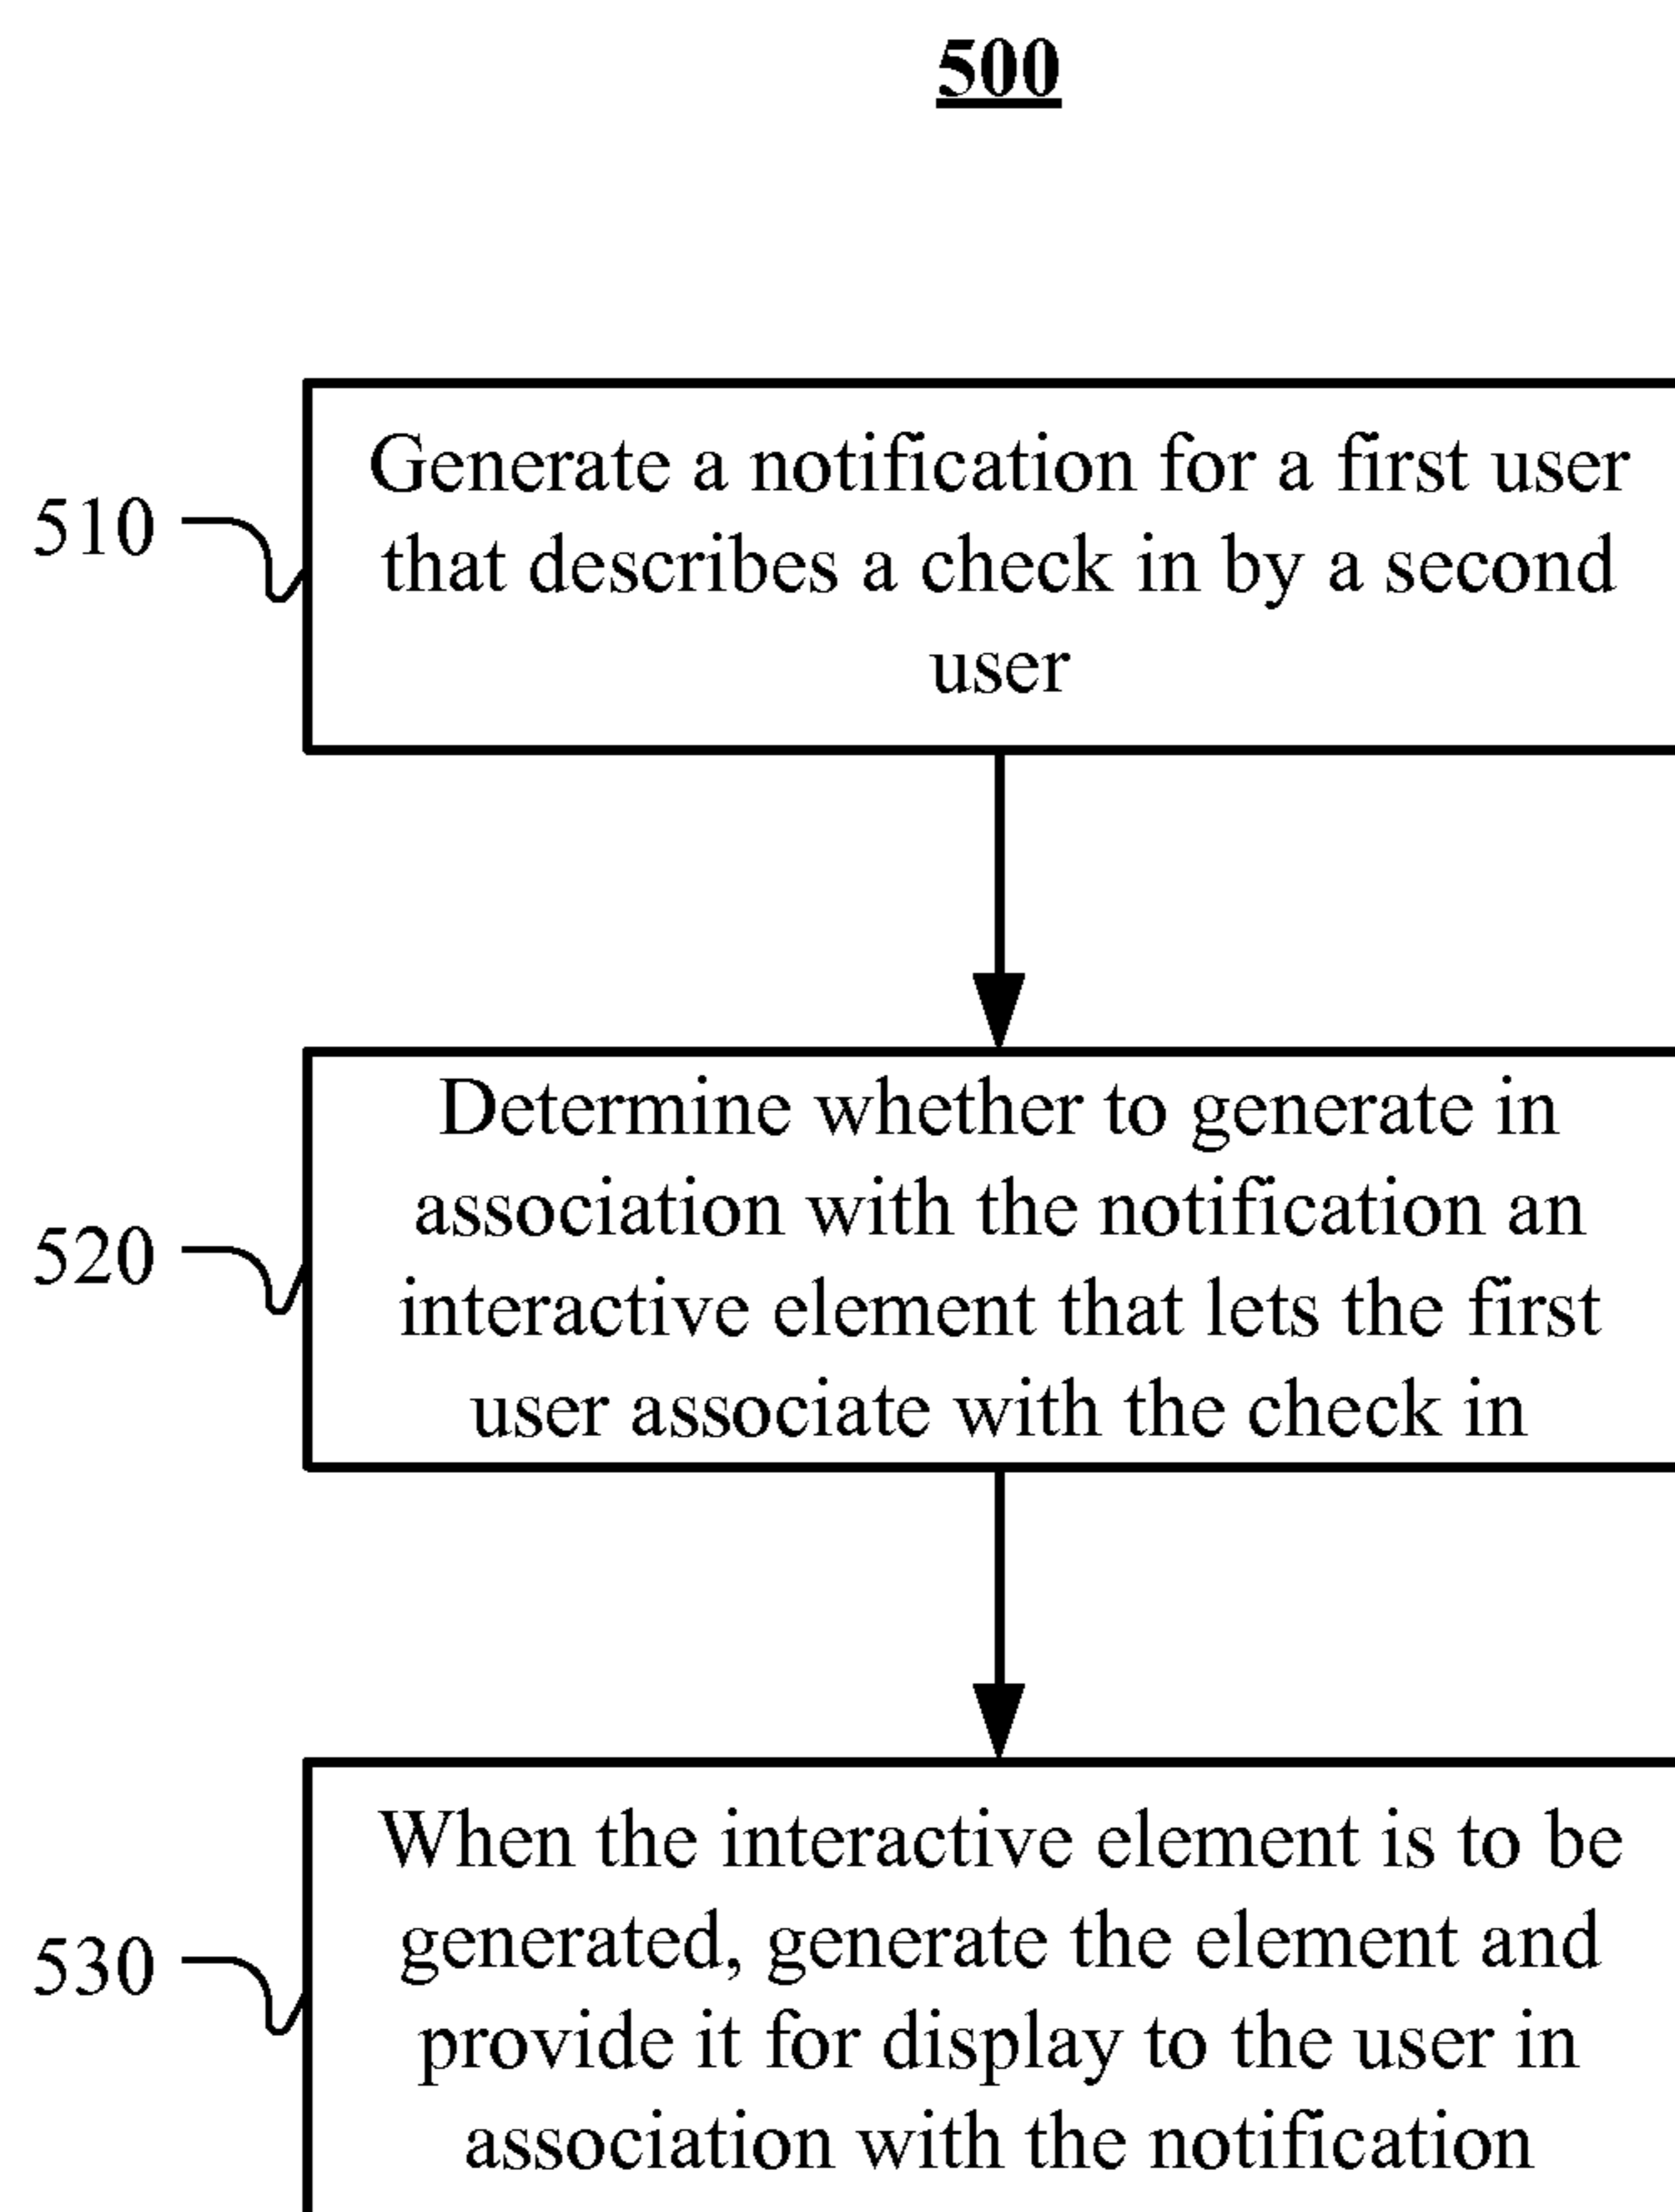 500
510
Generate a notification for a first user
that describes a check in by a second
user
520
Determine whether to generate in
association with the notification an
interactive element that lets the first
user associate with the check in
530
When the interactive element is to be
generated, generate the element and
provide it for display to the user in
association with the notification